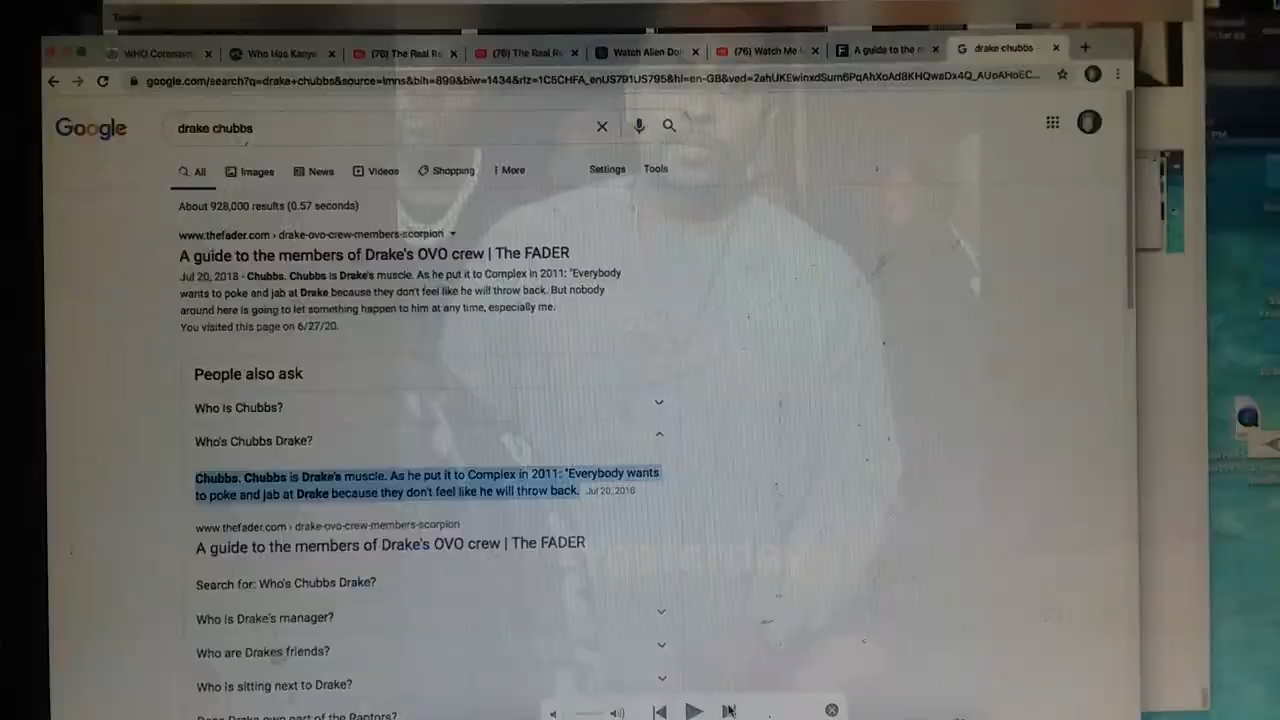 WHO Coronavi
Who Has Kanye
(76) The Real Re
(76) The Real R
Watch Alien Do
(76) Watch Me
A guide to the m
drake chubbs
Google
drake chubbs
All Images News Videos Shopping More Settings Tools
About 928,000 results (0.57 seconds)
www.thefader.com › drake-ovo-crew-members-scorpion
A guide to the members of Drake's OVO crew | The FADER
Jul 20, 2018 - Chubbs. Chubbs is Drake's muscle. As he put it to Complex in 2011: "Everybody
wants to poke and jab at Drake because they don't feel like he will throw back. But nobody
around here is going to let something happen to him at any time, especially me.
You visited this page on 6/27/20.
People also ask
Who is Chubbs?
Who's Chubbs Drake?
Chubbs. Chubbs is Drake's muscle. As he put it to Complex in 2011: "Everybody wants
to poke and jab at Drake because they don't feel like he will throw back. Jul 20, 2018
www.thefader.com › drake-ovo-crew-members-scorpion
A guide to the members of Drake's OVO crew | The FADER
Search for: Who's Chubbs Drake?
Who is Drake's manager?
Who are Drakes friends?
Who is sitting next to Drake?
Does Drake own part of the Raptors?